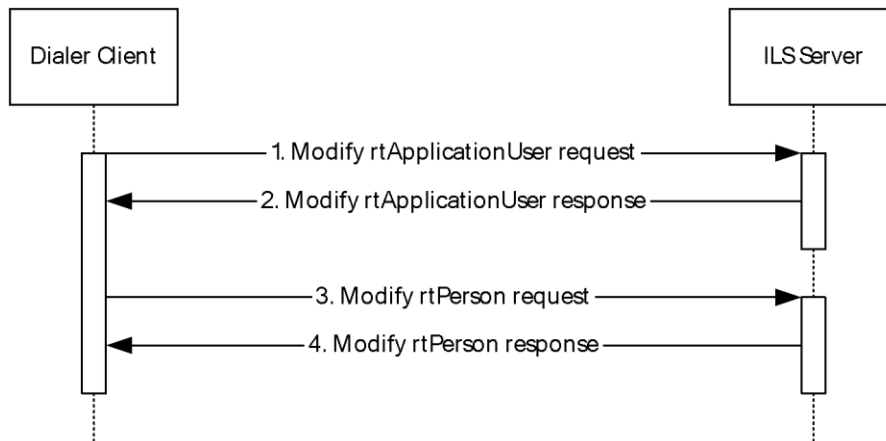 Dialer Client
ILS Server
1. Modify rtApplicationUser request
2. Modify rtApplicationUser response
3. Modify rtPerson request
4. Modify rtPerson response